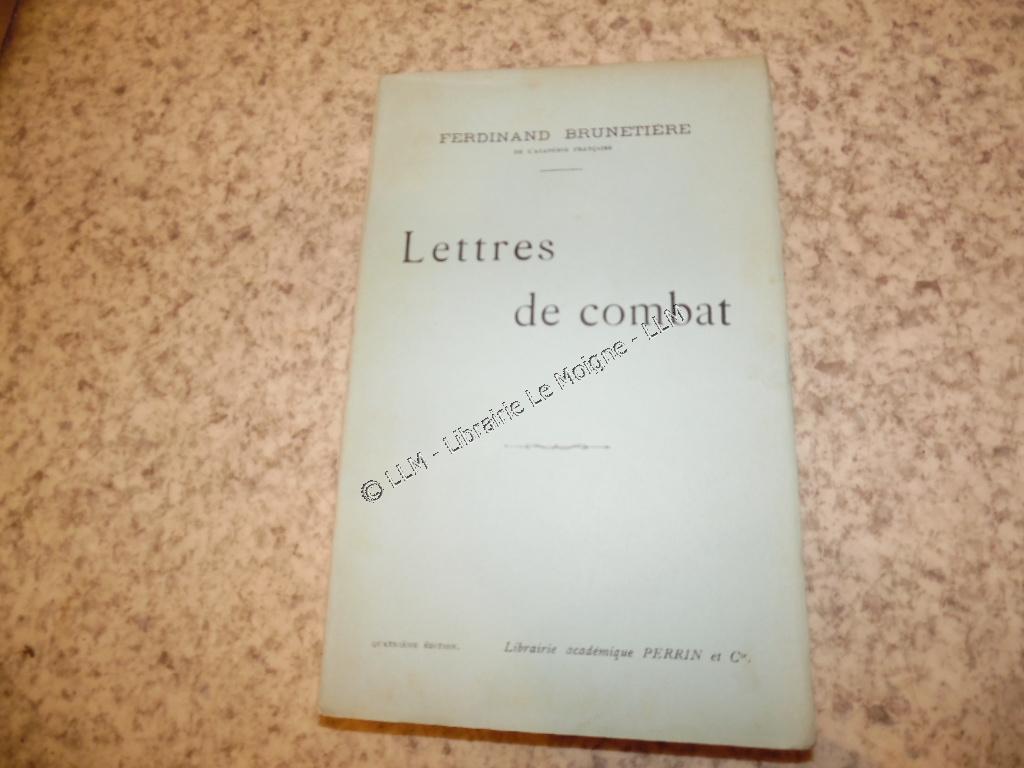 FERDINAND BRUNETIÈRE
DE L'ACADÉMIE FRANÇAISE
Lettres
de combat
© LLM - Librairie Le Moigne - LLM
QUATRIÈME ÉDITION.
Librairie académique PERRIN et Cie.